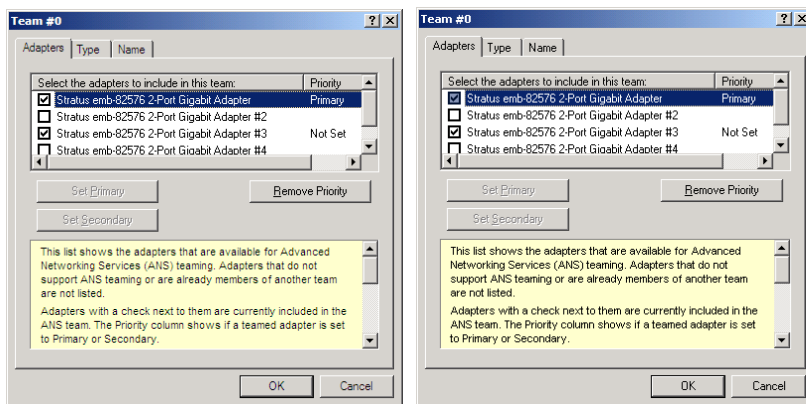 Team #0
Adapters Type Name
Select the adapters to include in this team: Priority
Stratus emb-82576 2-Port Gigabit Adapter Primary
Stratus emb-82576 2-Port Gigabit Adapter #2
Stratus emb-82576 2-Port Gigabit Adapter #3 Not Set
Stratus emb-82576 2-Port Gigabit Adapter #4
Set Primary Remove Priority
Set Secondary
This list shows the adapters that are available for Advanced
Networking Services (ANS) teaming. Adapters that do not
support ANS teaming or are already members of another team
are not listed.
Adapters with a check next to them are currently included in the
ANS team. The Priority column shows if a teamed adapter is set
to Primary or Secondary.
OK Cancel
Team #0
Adapters Type Name
Select the adapters to include in this team: Priority
Stratus emb-82576 2-Port Gigabit Adapter Primary
Stratus emb-82576 2-Port Gigabit Adapter #2
Stratus emb-82576 2-Port Gigabit Adapter #3 Not Set
Stratus emb-82576 2-Port Gigabit Adapter #4
Set Primary Remove Priority
Set Secondary
This list shows the adapters that are available for Advanced
Networking Services (ANS) teaming. Adapters that do not
support ANS teaming or are already members of another team
are not listed.
Adapters with a check next to them are currently included in the
ANS team. The Priority column shows if a teamed adapter is set
to Primary or Secondary.
OK Cancel